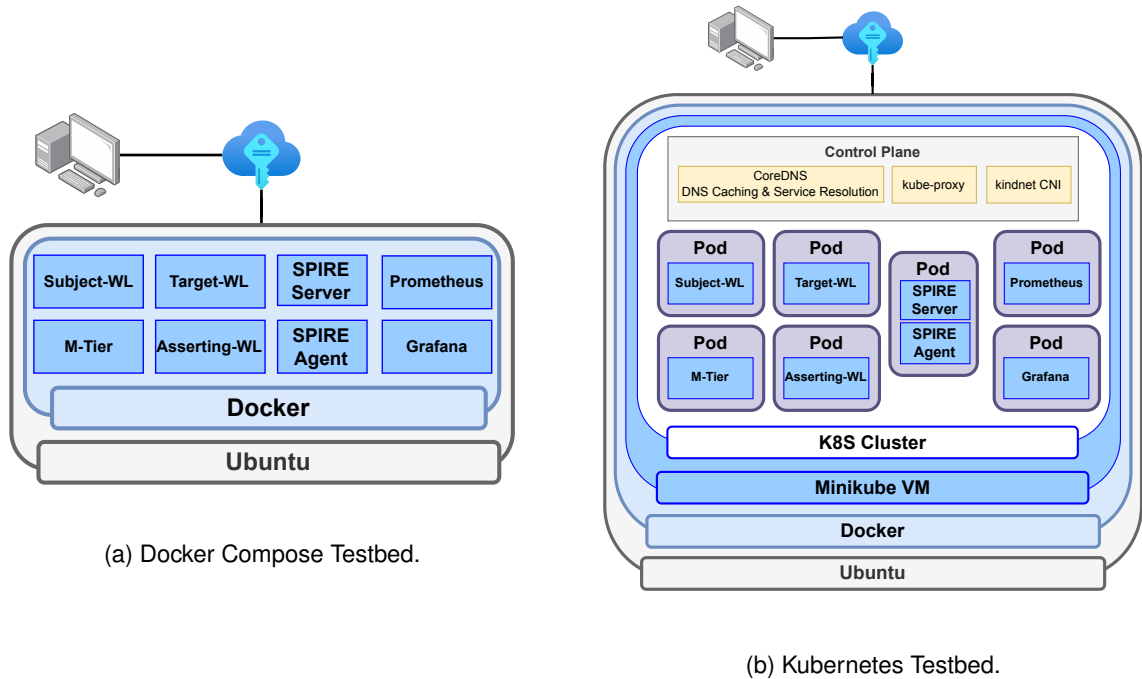 Subject-WL
Target-WL
SPIRE
Server
Prometheus
M-Tier
Asserting-WL
SPIRE
Agent
Grafana
Docker
Ubuntu
(a) Docker Compose Testbed.
Control Plane
CoreDNS
DNS Caching & Service Resolution
kube-proxy
kindnet CNI
Pod
Subject-WL
Pod
Target-WL
Pod
SPIRE
Server
SPIRE
Agent
Pod
Prometheus
Pod
M-Tier
Pod
Asserting-WL
Pod
Grafana
K8S Cluster
Minikube VM
Docker
Ubuntu
(b) Kubernetes Testbed.